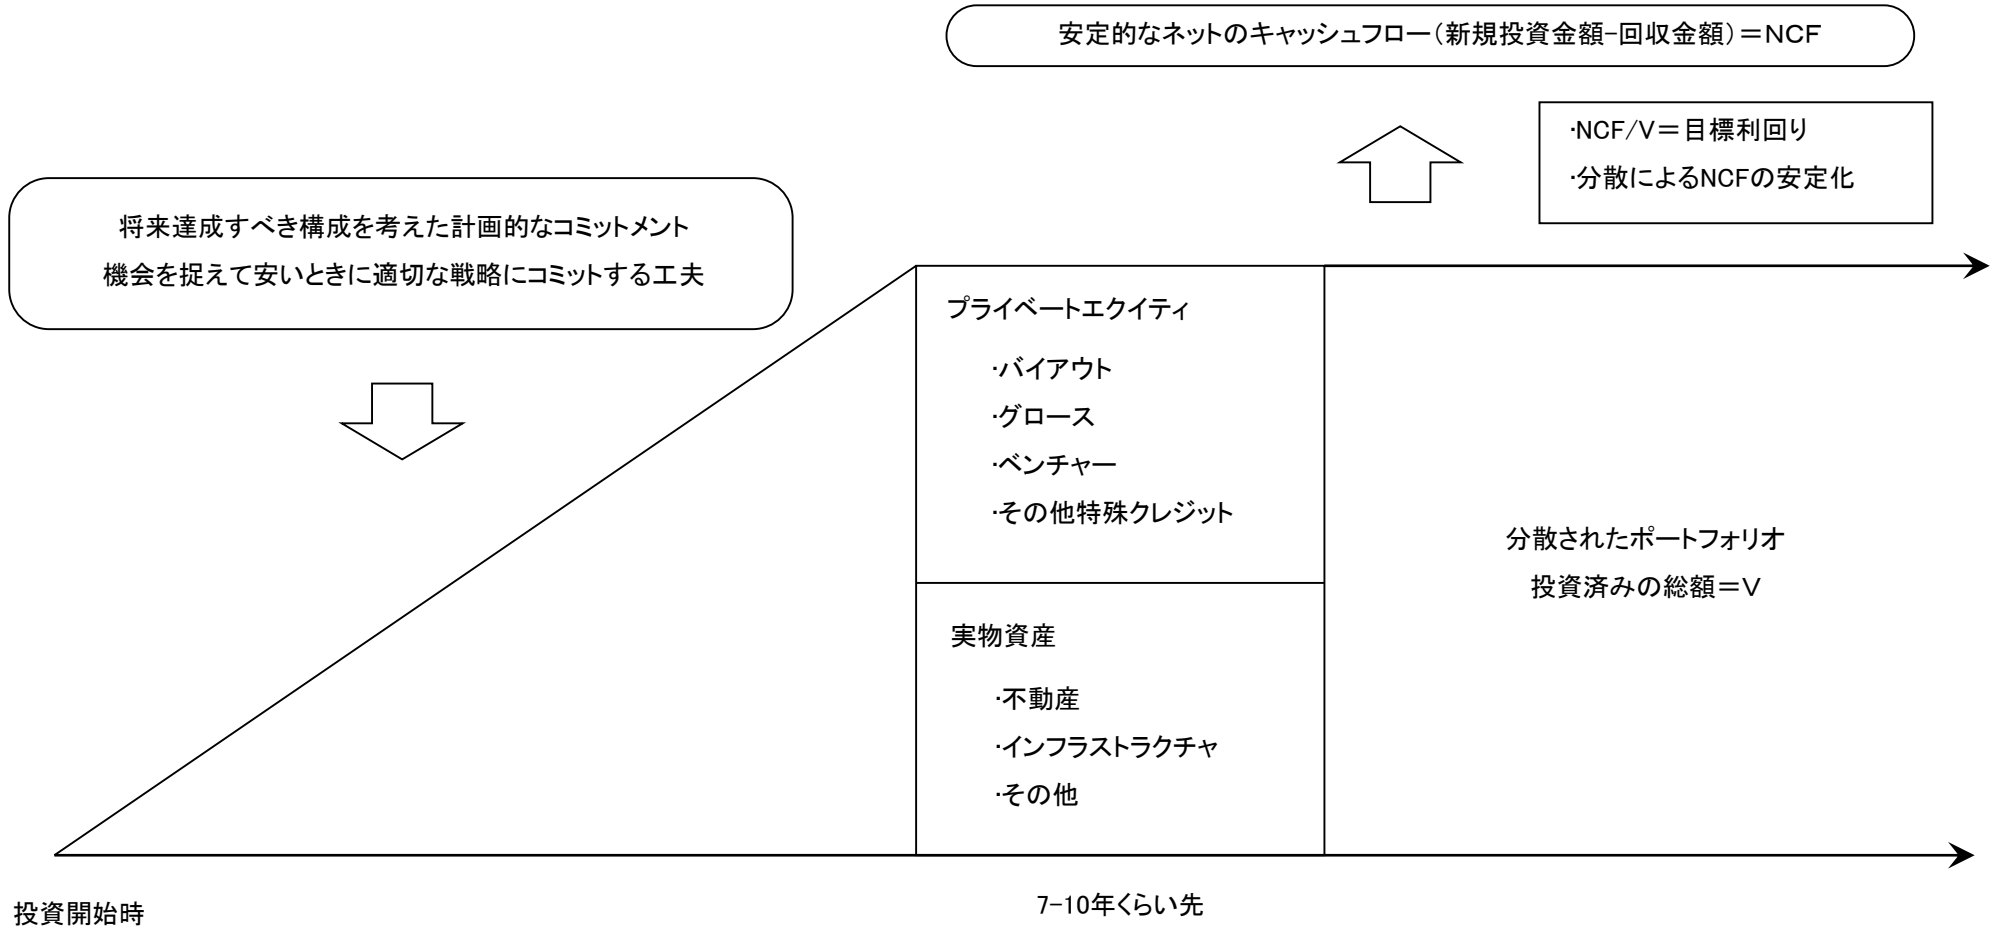 安定的なネットのキャッシュフロー(新規投資金額-回収金額)=NCF
・NCF/V=目標利回り
・分散によるNCFの安定化
将来達成すべき構成を考えた計画的なコミットメント
機会を捉えて安いときに適切な戦略にコミットする工夫
プライベートエクイティ
・バイアウト
・グロース
・ベンチャー
・その他特殊クレジット
分散されたポートフォリオ
投資済みの総額=V
実物資産
・不動産
・インフラストラクチャ
・その他
投資開始時
7-10年くらい先